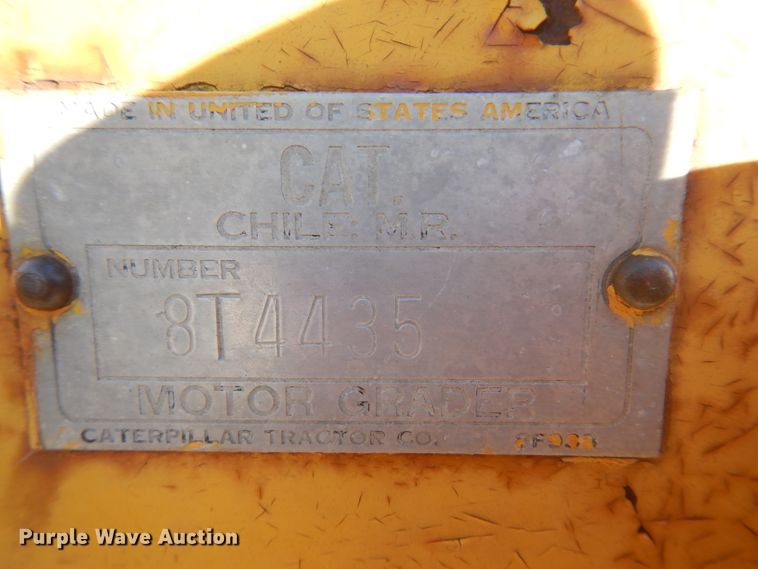 MADE IN UNITED OF STATES AMERICA
CAT.
CHILE: M.R.
NUMBER
8T4435
MOTOR GRADER
CATERPILLAR TRACTOR CO.
Purple Wave Auction